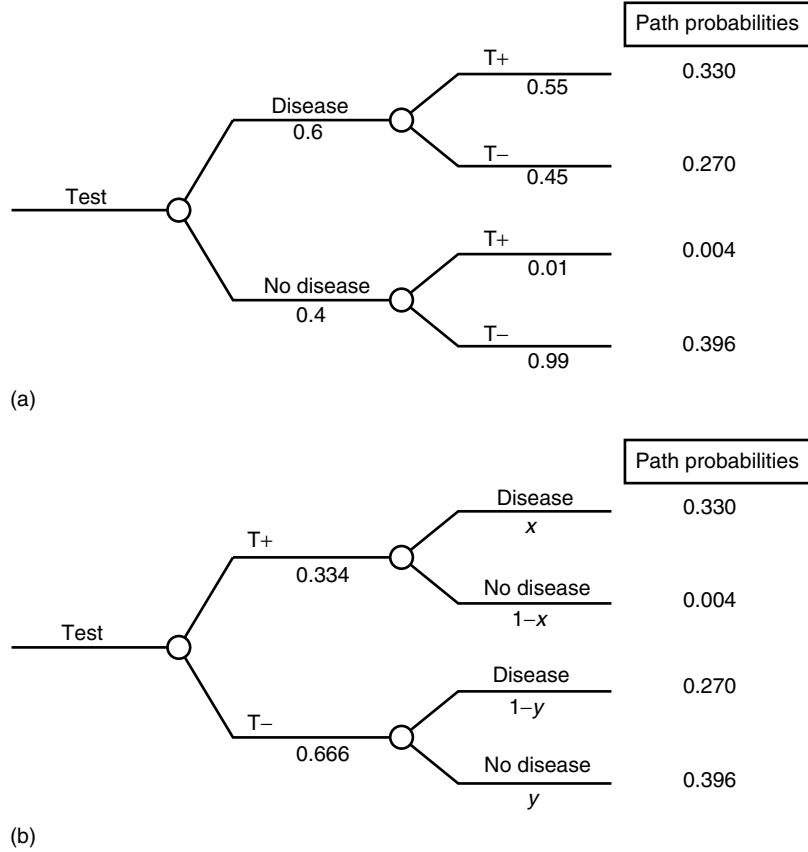 Path probabilities
T+
0.55
0.330
Disease
0.6
T−
0.45
0.270
Test
T+
0.01
0.004
No disease
0.4
T−
0.99
0.396
(a)
Path probabilities
Disease
x
0.330
T+
0.334
No disease
1−x
0.004
Test
Disease
1−y
0.270
T−
0.666
No disease
y
0.396
(b)